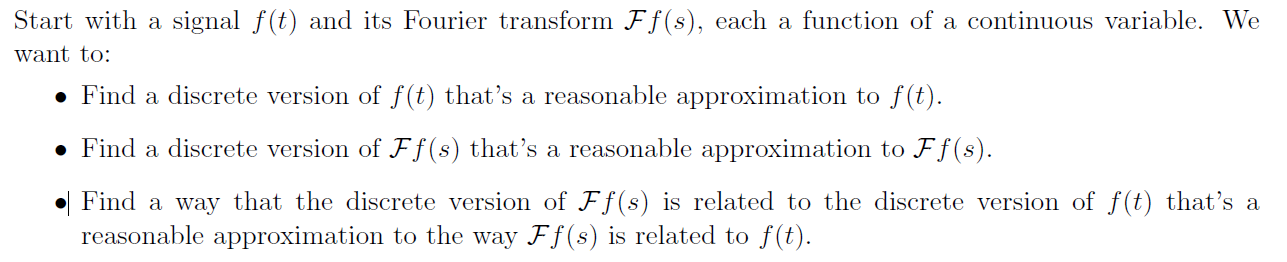 Start with a signal f(t) and its Fourier transform ℱf(s), each a function of a continuous variable. We
want to:
• Find a discrete version of f(t) that's a reasonable approximation to f(t).
• Find a discrete version of ℱf(s) that's a reasonable approximation to ℱf(s).
• Find a way that the discrete version of ℱf(s) is related to the discrete version of f(t) that's a
reasonable approximation to the way ℱf(s) is related to f(t).